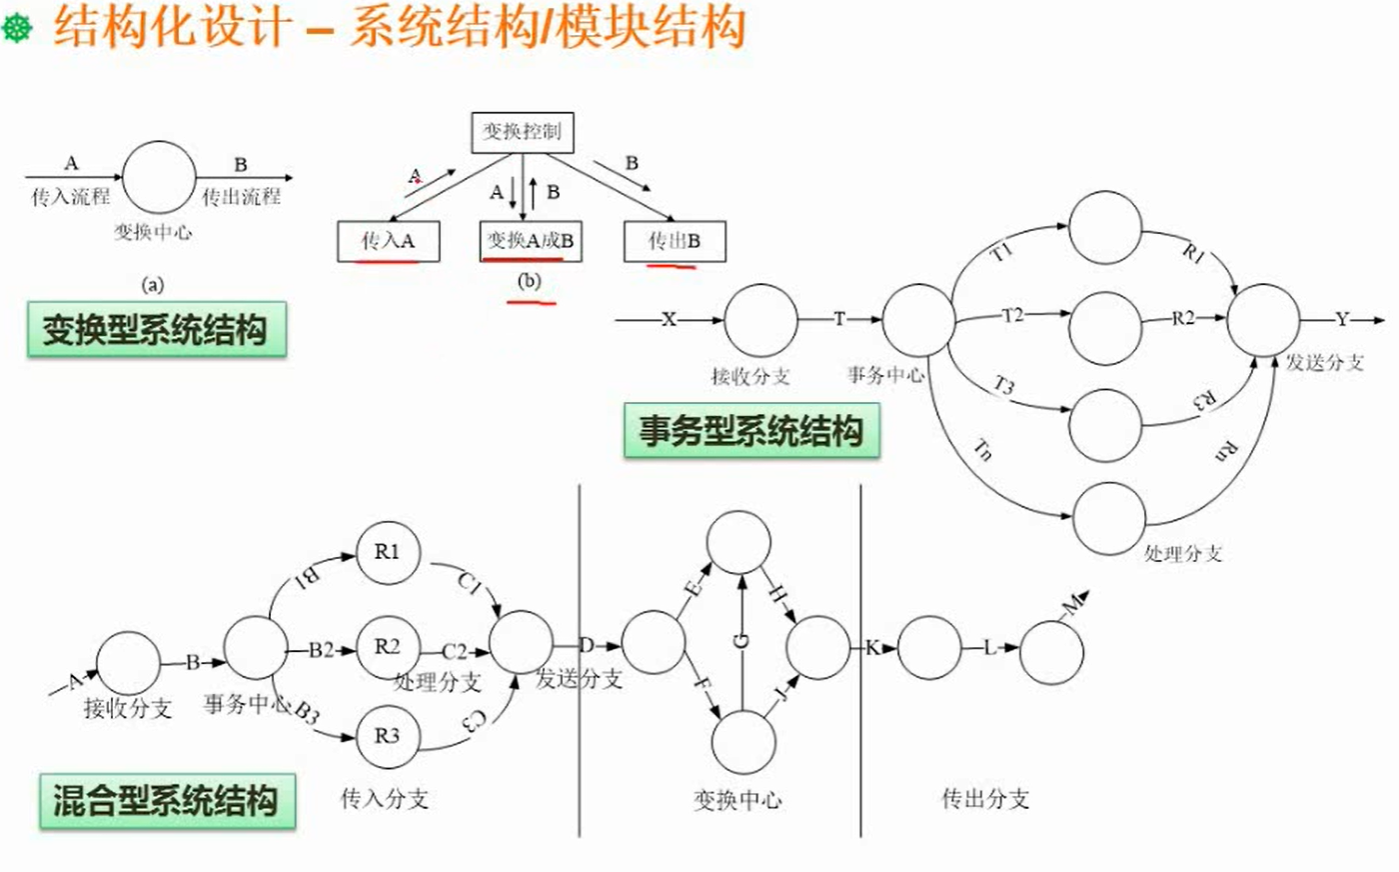 结构化设计 – 系统结构/模块结构
变换控制
A
B
A
A
B
B
传入流程
传出流程
变换中心
传入A
变换A成B
传出B
(a)
(b)
变换型系统结构
T1
R1
X
T
T2
R2
Y
接收分支
事务中心
发送分支
T3
R3
事务型系统结构
Tn
Rn
处理分支
R1
B1
C1
E
H
M
A
B
B2
R2
C2
D
G
K
L
接收分支
事务中心
处理分支
发送分支
F
J
B3
R3
C3
混合型系统结构
传入分支
变换中心
传出分支